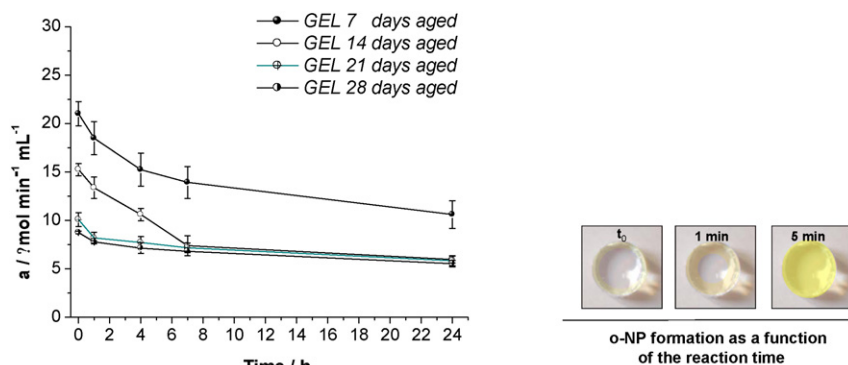 30
25
20
15
10
5
0
0 2 4 6 8 10 12 14 16 18 20 22 24
a / ?mol min⁻¹ mL⁻¹
Time / h
GEL 7 days aged
GEL 14 days aged
GEL 21 days aged
GEL 28 days aged
t₀ 1 min 5 min
o-NP formation as a function
of the reaction time